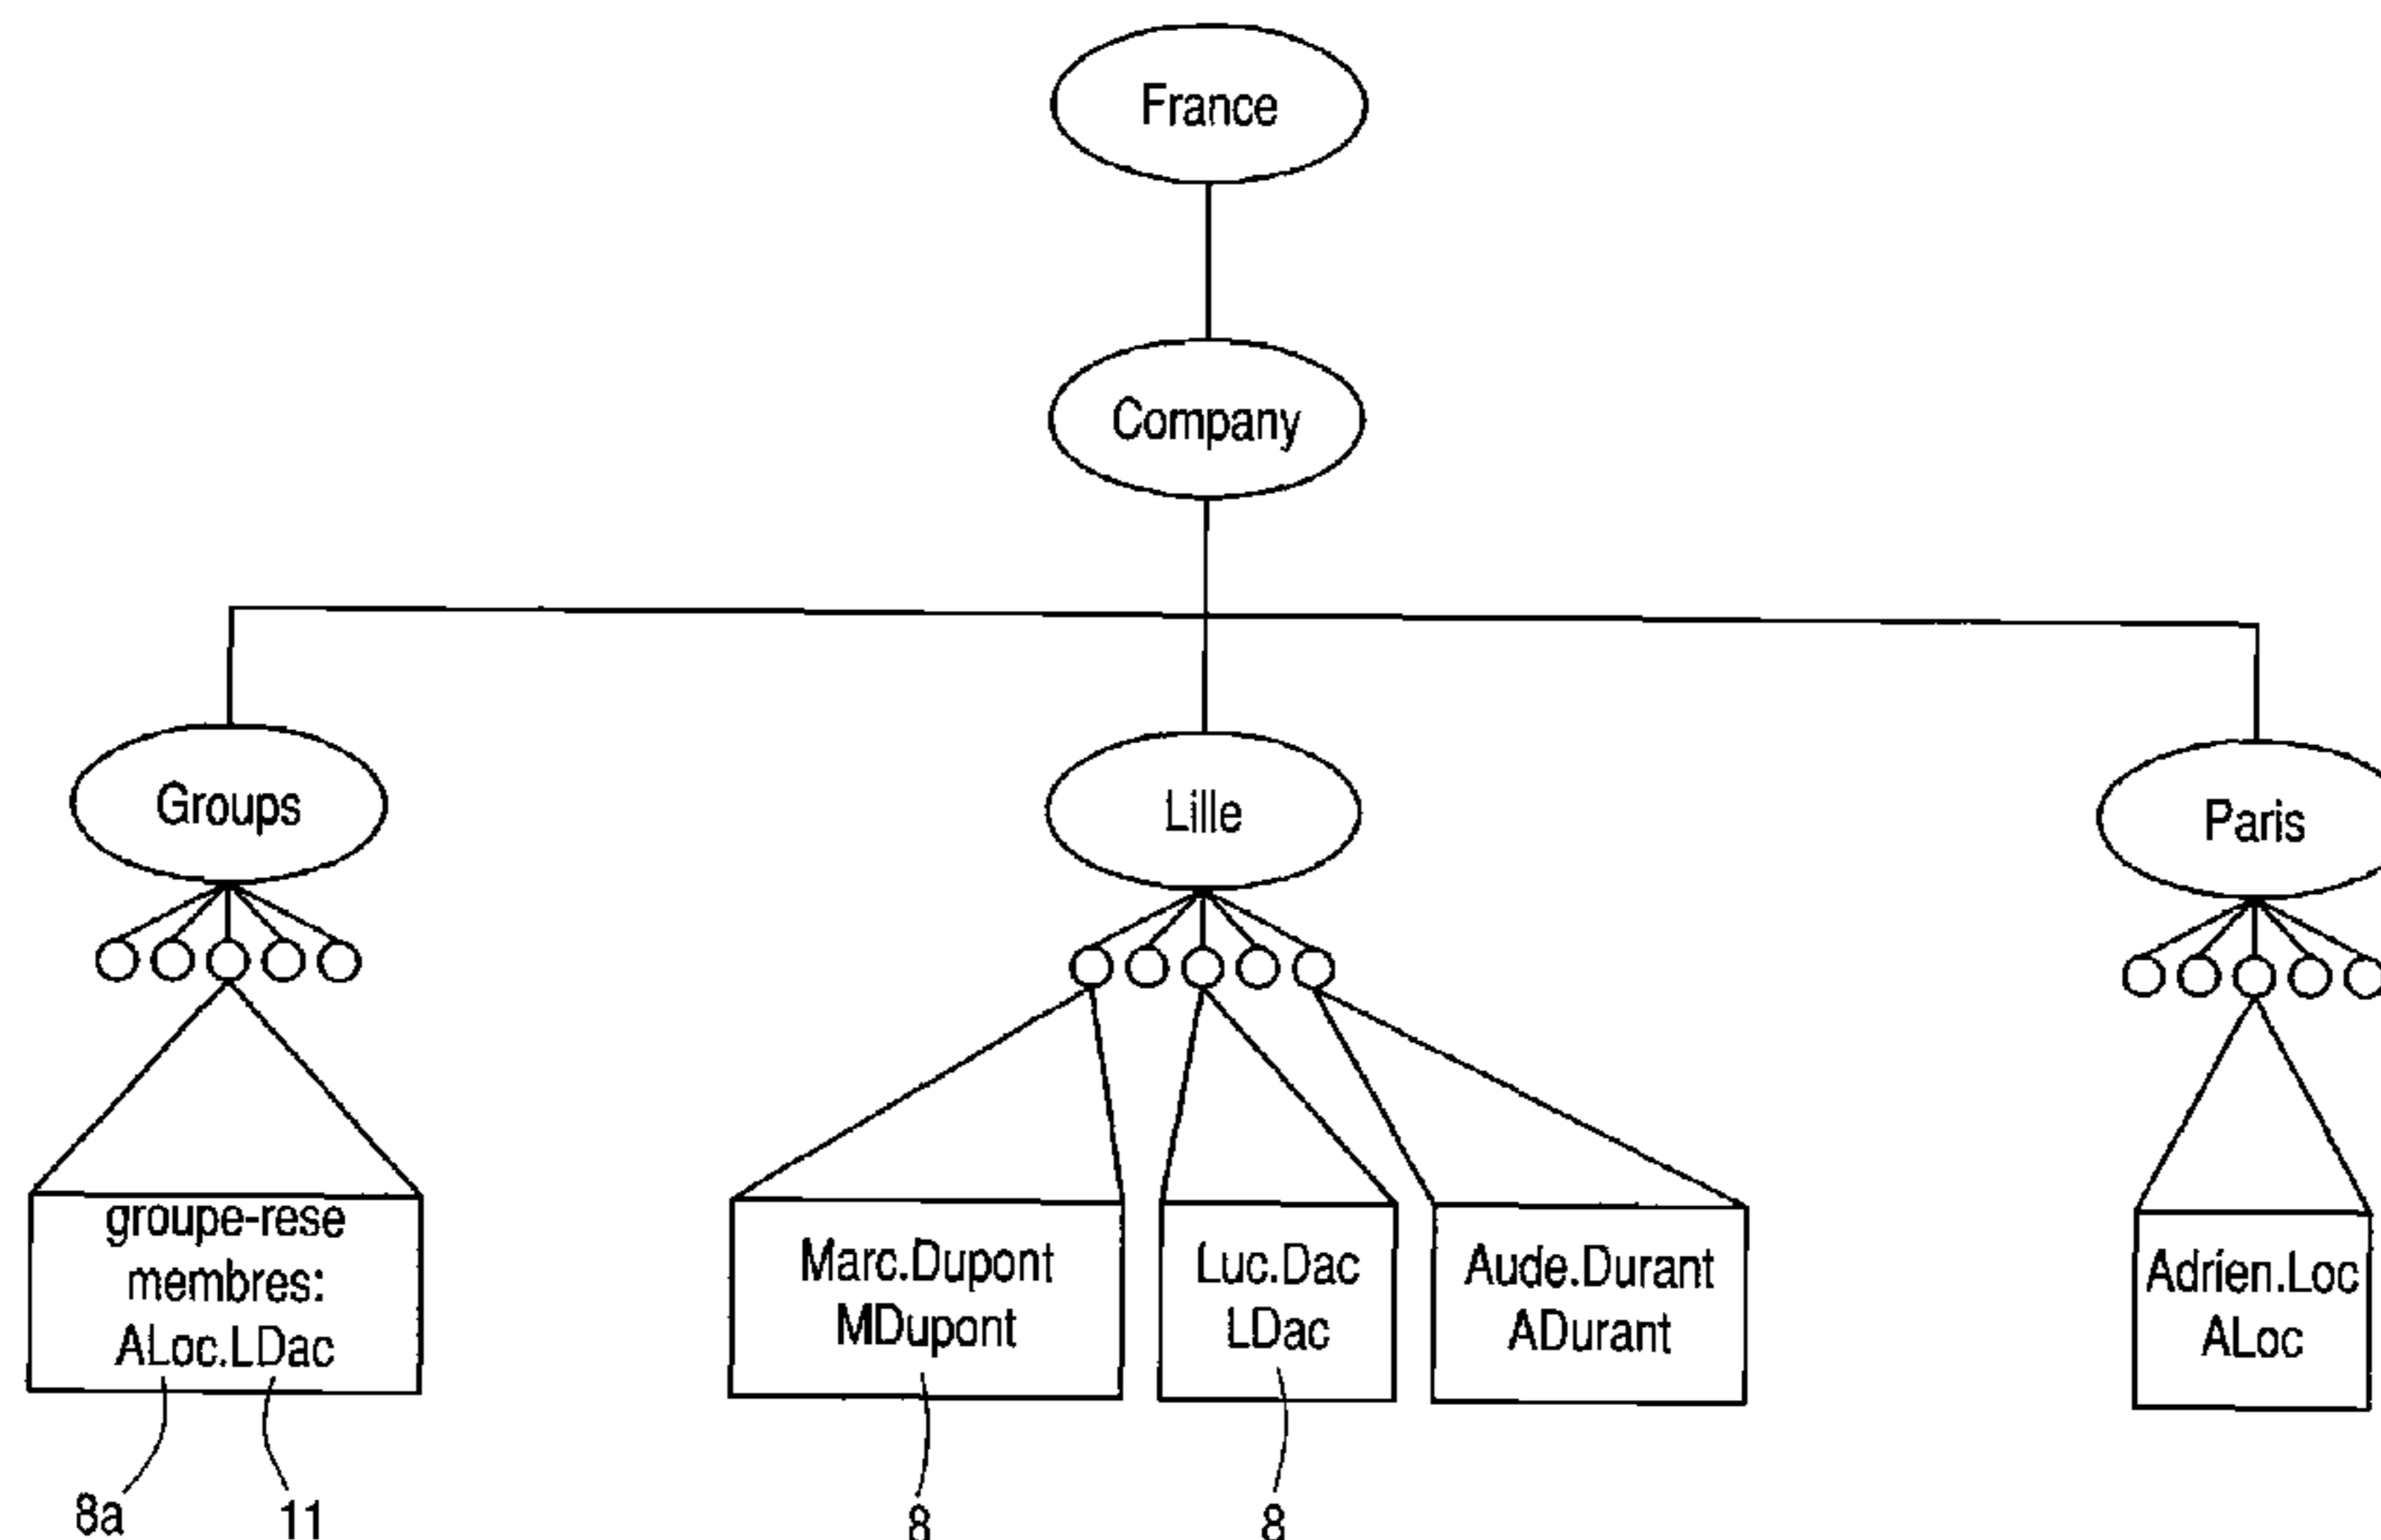 France
Company
Groups
Lille
Paris
groupe-rese
membres:
ALoc.LDac
Marc.Dupont
MDupont
Luc.Dac
LDac
Aude.Durant
ADurant
Adrien.Loc
ALoc
8a
11
8
8